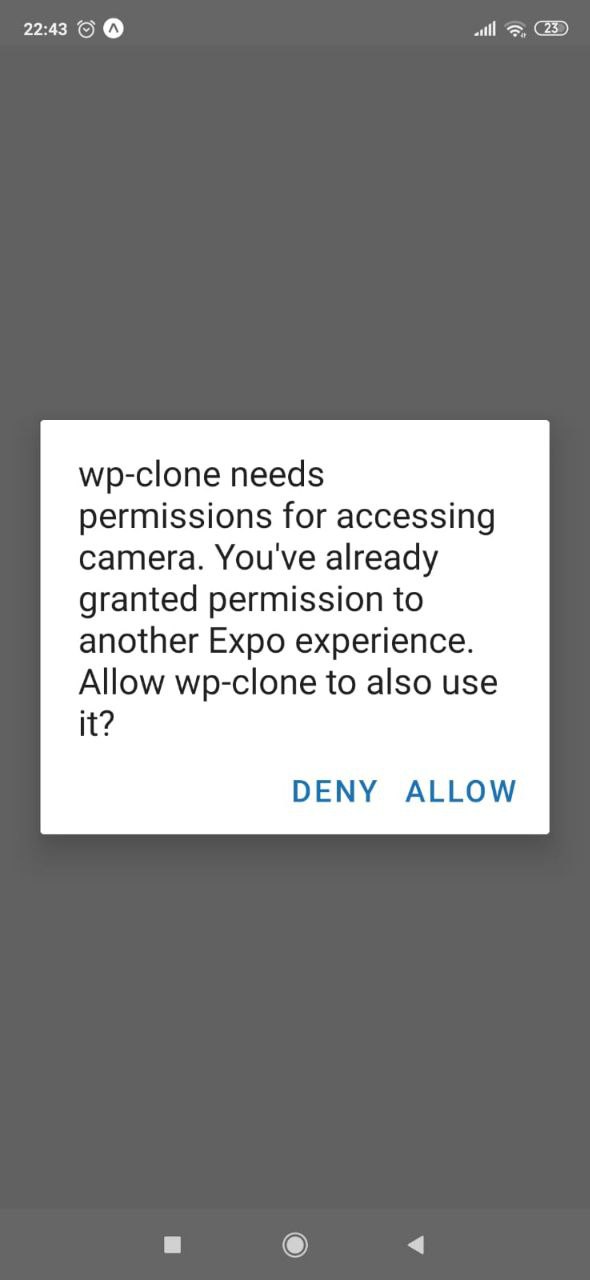 22:43 23
wp-clone needs
permissions for accessing
camera. You've already
granted permission to
another Expo experience.
Allow wp-clone to also use
it?
DENY ALLOW